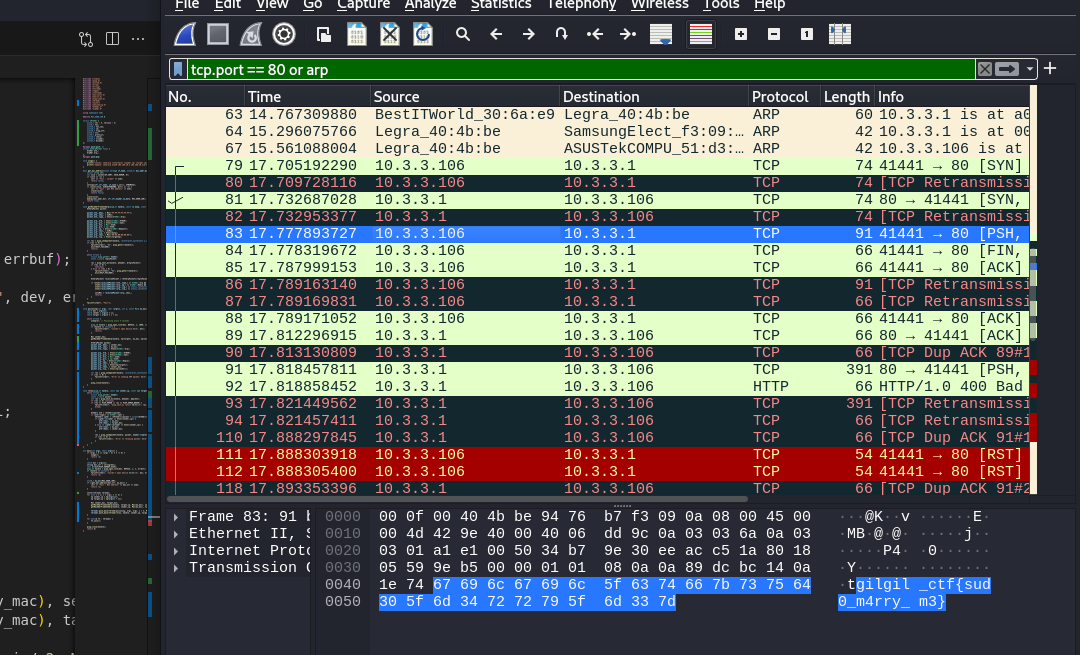 File Edit View Go Capture Analyze Statistics Telephony Wireless Tools Help
tcp.port == 80 or arp
No. Time Source Destination Protocol Length Info
63 14.767309880 BestITWorld_30:6a:e9 Legra_40:4b:be ARP 60 10.3.3.1 is at a0
64 15.296075766 Legra_40:4b:be SamsungElect_f3:09:… ARP 42 10.3.3.1 is at 00
67 15.561088004 Legra_40:4b:be ASUSTekCOMPU_51:d3:… ARP 42 10.3.3.106 is at
79 17.705192290 10.3.3.106 10.3.3.1 TCP 74 41441 → 80 [SYN]
80 17.709728116 10.3.3.106 10.3.3.1 TCP 74 [TCP Retransmissi
81 17.732687028 10.3.3.1 10.3.3.106 TCP 74 80 → 41441 [SYN,
82 17.732953377 10.3.3.1 10.3.3.106 TCP 74 [TCP Retransmissi
83 17.777893727 10.3.3.106 10.3.3.1 TCP 91 41441 → 80 [PSH,
84 17.778319672 10.3.3.106 10.3.3.1 TCP 66 41441 → 80 [FIN,
85 17.787999153 10.3.3.106 10.3.3.1 TCP 66 41441 → 80 [ACK]
86 17.789163140 10.3.3.106 10.3.3.1 TCP 91 [TCP Retransmissi
87 17.789169831 10.3.3.106 10.3.3.1 TCP 66 [TCP Retransmissi
88 17.789171052 10.3.3.106 10.3.3.1 TCP 66 41441 → 80 [ACK]
89 17.812296915 10.3.3.1 10.3.3.106 TCP 66 80 → 41441 [ACK]
90 17.813130809 10.3.3.1 10.3.3.106 TCP 66 [TCP Dup ACK 89#1
91 17.818457811 10.3.3.1 10.3.3.106 TCP 391 80 → 41441 [PSH,
92 17.818858452 10.3.3.1 10.3.3.106 HTTP 66 HTTP/1.0 400 Bad
93 17.821449562 10.3.3.1 10.3.3.106 TCP 391 [TCP Retransmissi
94 17.821457411 10.3.3.1 10.3.3.106 TCP 66 [TCP Retransmissi
110 17.888297845 10.3.3.1 10.3.3.106 TCP 66 [TCP Dup ACK 91#1
111 17.888303918 10.3.3.106 10.3.3.1 TCP 54 41441 → 80 [RST]
112 17.888305400 10.3.3.106 10.3.3.1 TCP 54 41441 → 80 [RST]
118 17.893353396 10.3.3.1 10.3.3.106 TCP 66 [TCP Dup ACK 91#2
errbuf);
", dev, er
l;
y_mac), se
y_mac), ta
Frame 83: 91 b
Ethernet II, S
Internet Proto
Transmission C
0000 00 0f 00 40 4b be 94 76 b7 f3 09 0a 08 00 45 00 ···@K··v ······E·
0010 00 4d 42 9e 40 00 40 06 dd 9c 0a 03 03 6a 0a 03 ·MB·@·@· ·····j··
0020 03 01 a1 e1 00 50 34 b7 9e 30 ee ac c5 1a 80 18 ·····P4· ·0······
0030 05 59 9e b5 00 00 01 01 08 0a 0a 89 dc bc 14 0a ·Y······ ········
0040 1e 74 67 69 6c 67 69 6c 5f 63 74 66 7b 73 75 64 ·tgilgil _ctf{sud
0050 30 5f 6d 34 72 72 79 5f 6d 33 7d 0_m4rry_ m3}